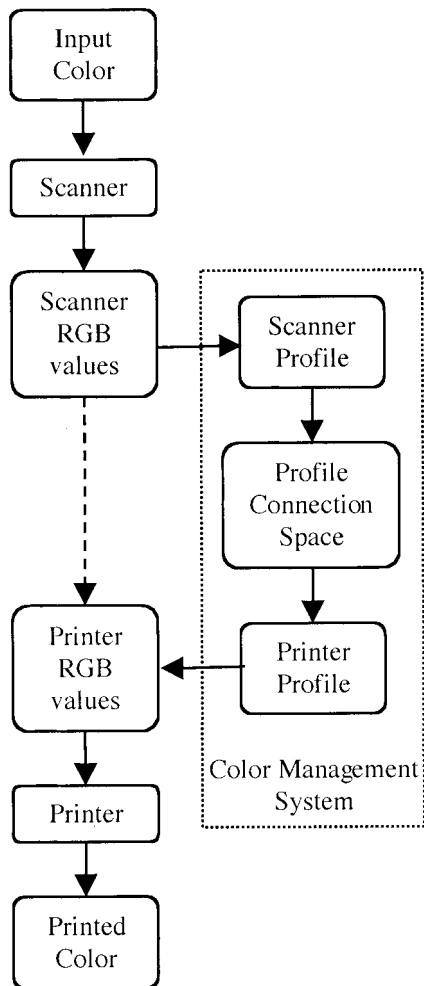 Input
Color
Scanner
Scanner
RGB
values
Scanner
Profile
Profile
Connection
Space
Printer
RGB
values
Printer
Profile
Color Management
System
Printer
Printed
Color